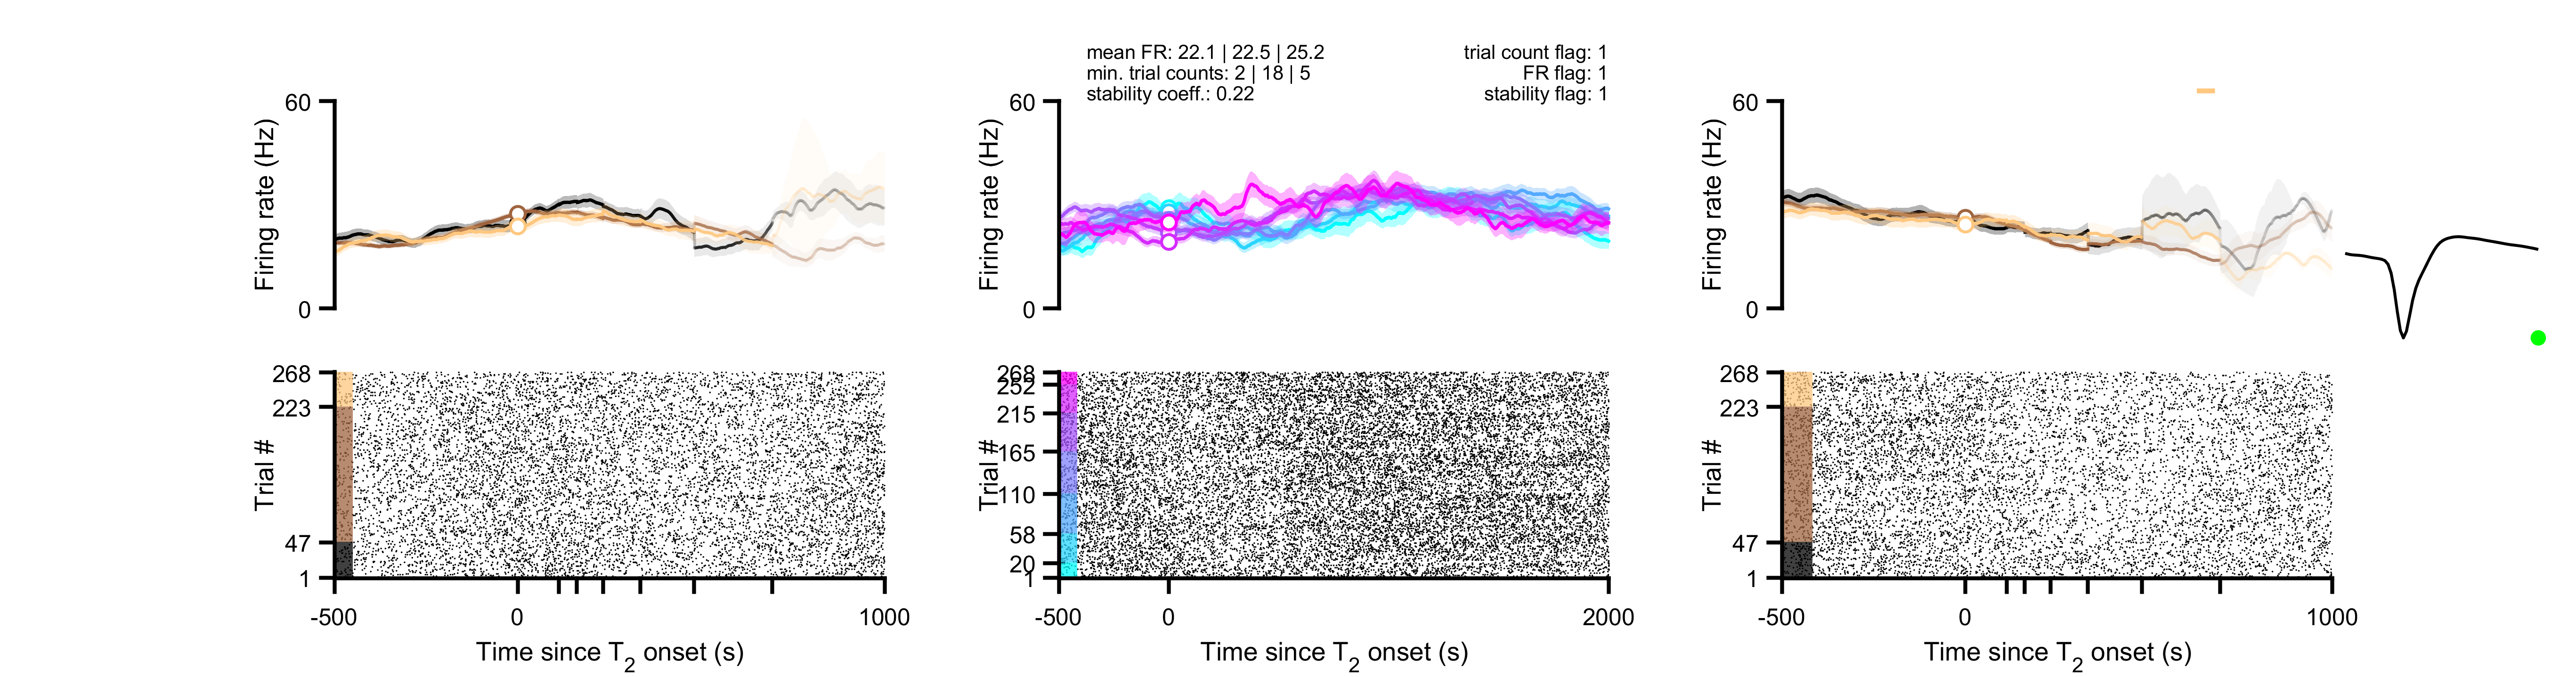 mean FR: 22.1 | 22.5 | 25.2
min. trial counts: 2 | 18 | 5
stability coeff.: 0.22
trial count flag: 1
FR flag: 1
stability flag: 1
60
0
Firing rate (Hz)
60
0
Firing rate (Hz)
60
0
Firing rate (Hz)
268
223
47
1
Trial #
-500
0
1000
Time since T2 onset (s)
268
252
215
165
110
58
20
1
Trial #
-500
0
2000
Time since T2 onset (s)
268
223
47
1
Trial #
-500
0
1000
Time since T2 onset (s)